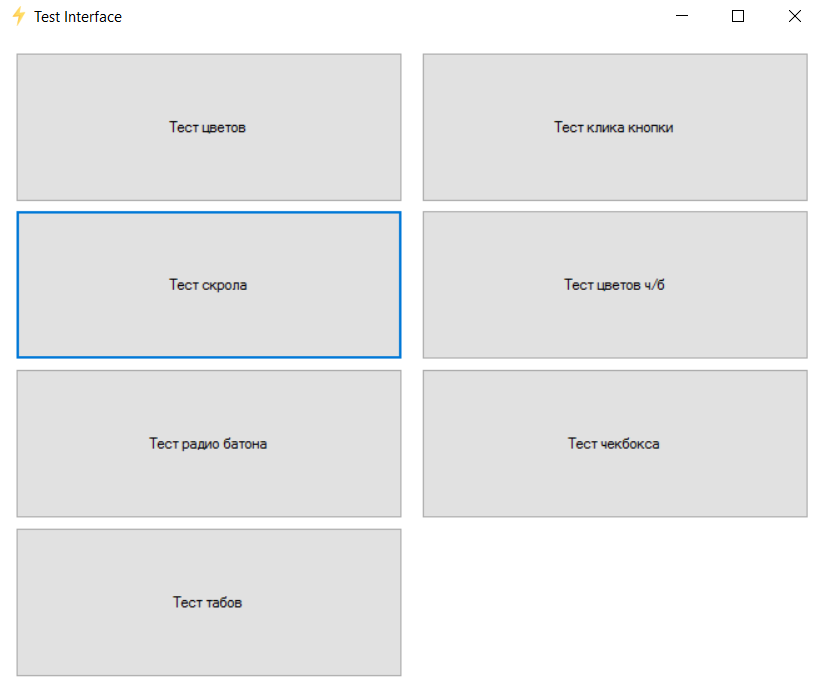 Test Interface
Тест цветов
Тест клика кнопки
Тест скрола
Тест цветов ч/б
Тест радио батона
Тест чекбокса
Тест табов